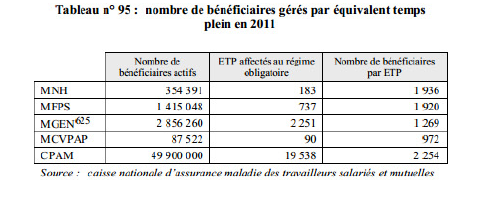 Tableau n° 95 : nombre de bénéficiaires gérés par équivalent temps
plein en 2011
Nombre de bénéficiaires actifs ETP affectés au régime obligatoire Nombre de bénéficiaires par ETP
MNH 354 391 183 1 936
MFPS 1 415 048 737 1 920
MGEN625 2 856 260 2 251 1 269
MCVPAP 87 522 90 972
CPAM 49 900 000 19 538 2 254
Source : caisse nationale d'assurance maladie des travailleurs salariés et mutuelles